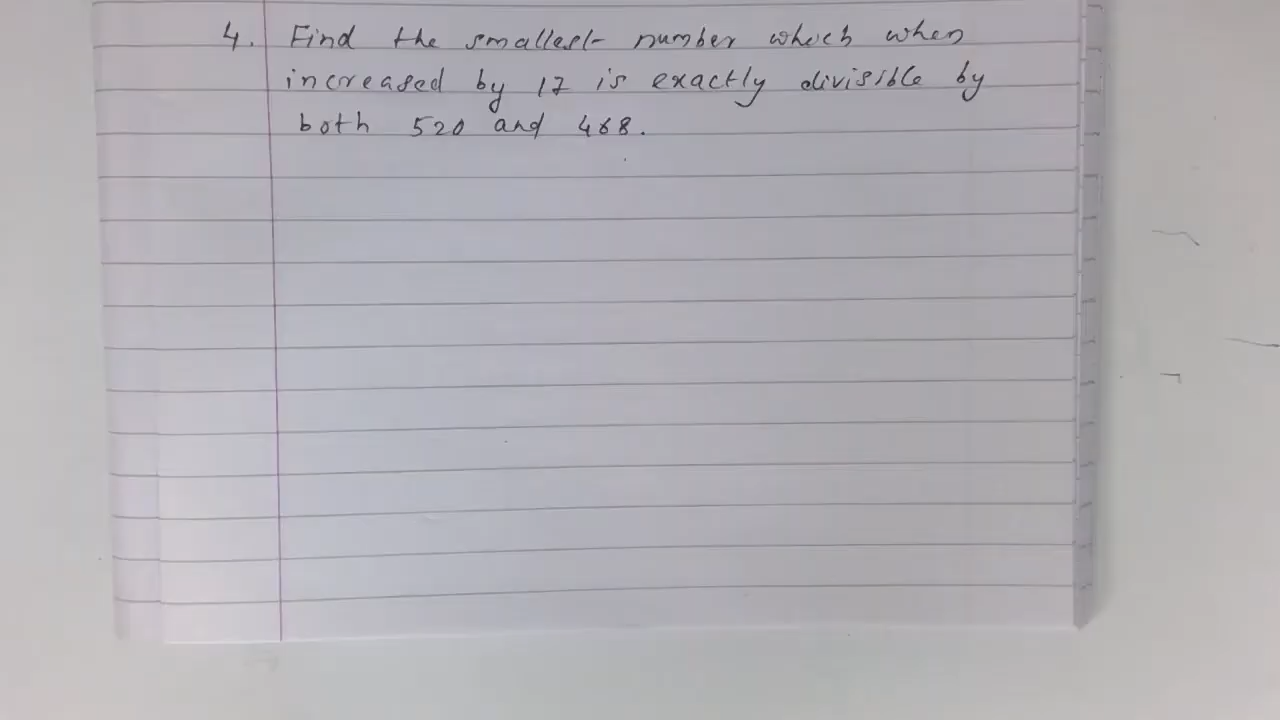 4. Find the smallest number which when
increased by 17 is exactly divisible by
both 520 and 468.